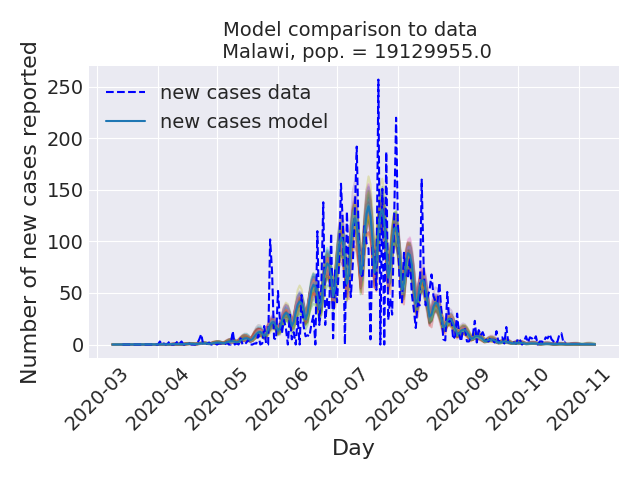 Model comparison to data
Malawi, pop. = 19129955.0
Number of new cases reported
250
200
150
100
50
0
new cases data
new cases model
2020-03
2020-04
2020-05
2020-06
2020-07
2020-08
2020-09
2020-10
2020-11
Day